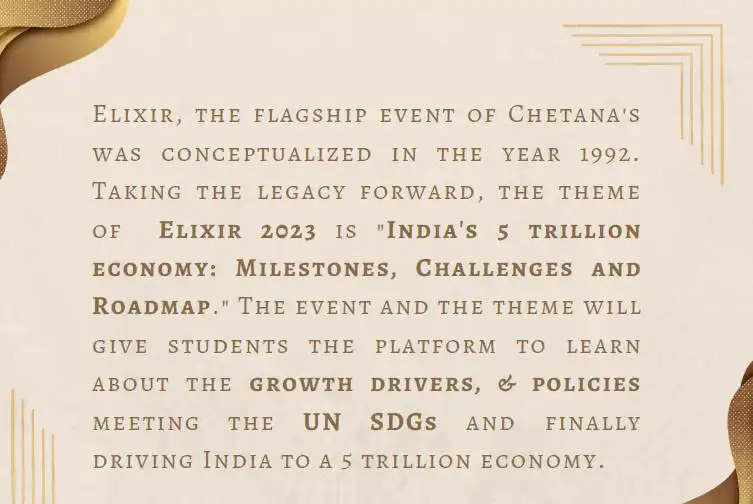 Elixir, the flagship event of Chetana's
was conceptualized in the year 1992.
Taking the legacy forward, the theme
of Elixir 2023 is "India's 5 trillion
economy: Milestones, Challenges and
Roadmap." The event and the theme will
give students the platform to learn
about the growth drivers, & policies
meeting the UN SDGs and finally
driving India to a 5 trillion economy.